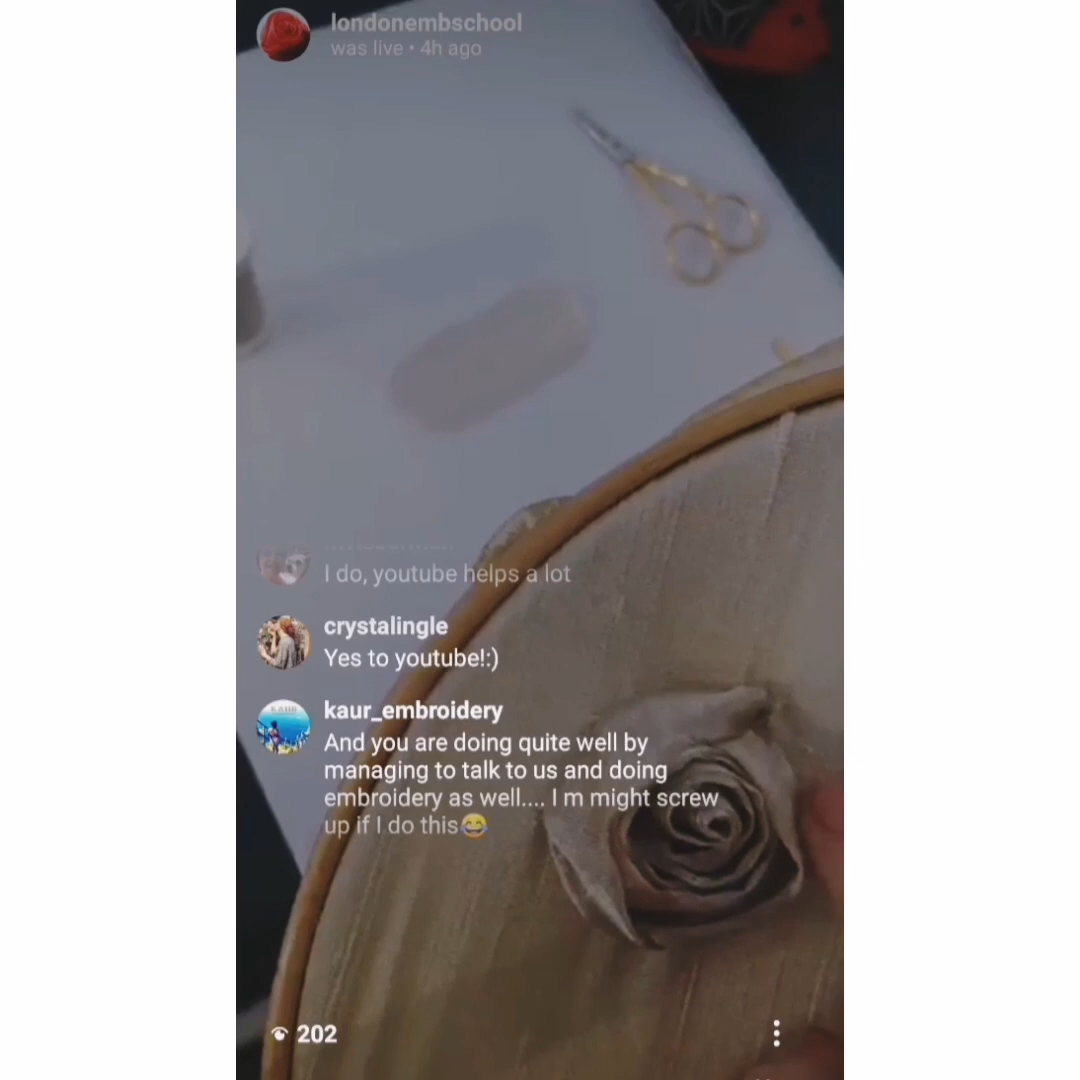 londonembschool
was live • 4h ago
I do, youtube helps a lot
crystalingle
Yes to youtube!:)
kaur_embroidery
And you are doing quite well by
managing to talk to us and doing
embroidery as well.... I m might screw
up if I do this😂
202